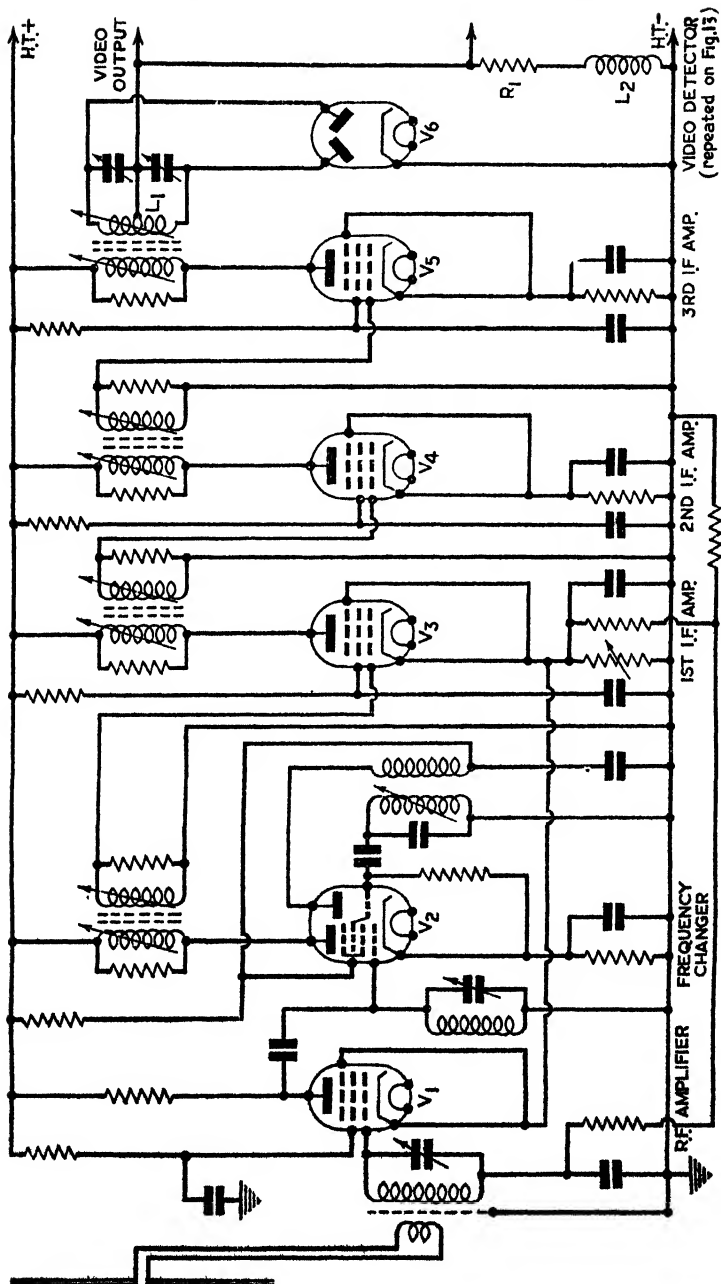 H.T.+
VIDEO
OUTPUT
L1
R1
L2
H.T.-
V1
V2
V3
V4
V5
V6
R.F. AMPLIFIER
FREQUENCY
CHANGER
1ST I.F. AMP.
2ND I.F. AMP.
3RD I.F AMP.
VIDEO DETECTOR
(repeated on Fig.13)